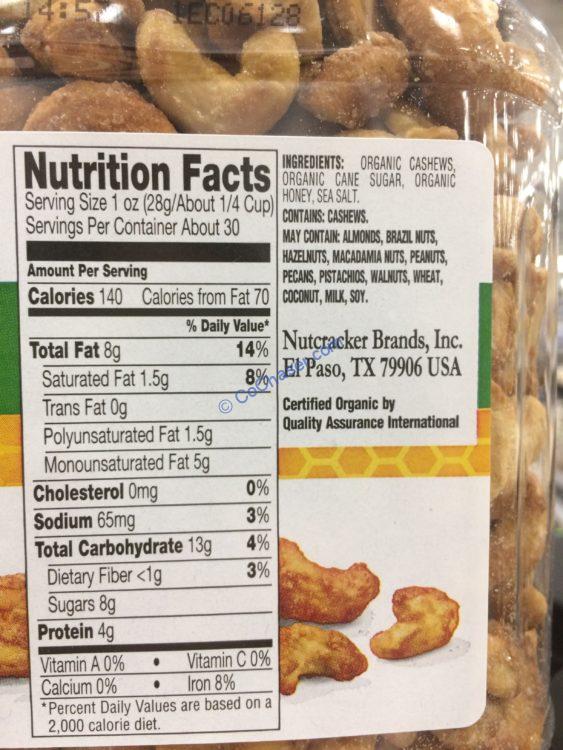 14:5
1EC06128
Nutrition Facts
Serving Size 1 oz (28g/About 1/4 Cup)
Servings Per Container About 30
Amount Per Serving
Calories 140 Calories from Fat 70
% Daily Value*
Total Fat 8g 14%
Saturated Fat 1.5g 8%
Trans Fat 0g
Polyunsaturated Fat 1.5g
Monounsaturated Fat 5g
Cholesterol 0mg 0%
Sodium 65mg 3%
Total Carbohydrate 13g 4%
Dietary Fiber <1g 3%
Sugars 8g
Protein 4g
Vitamin A 0% • Vitamin C 0%
Calcium 0% • Iron 8%
*Percent Daily Values are based on a
2,000 calorie diet.
INGREDIENTS: ORGANIC CASHEWS,
ORGANIC CANE SUGAR, ORGANIC
HONEY, SEA SALT.
CONTAINS: CASHEWS.
MAY CONTAIN: ALMONDS, BRAZIL NUTS,
HAZELNUTS, MACADAMIA NUTS, PEANUTS,
PECANS, PISTACHIOS, WALNUTS, WHEAT,
COCONUT, MILK, SOY.
Nutcracker Brands, Inc.
El Paso, TX 79906 USA
Certified Organic by
Quality Assurance International
© CoChaser.com